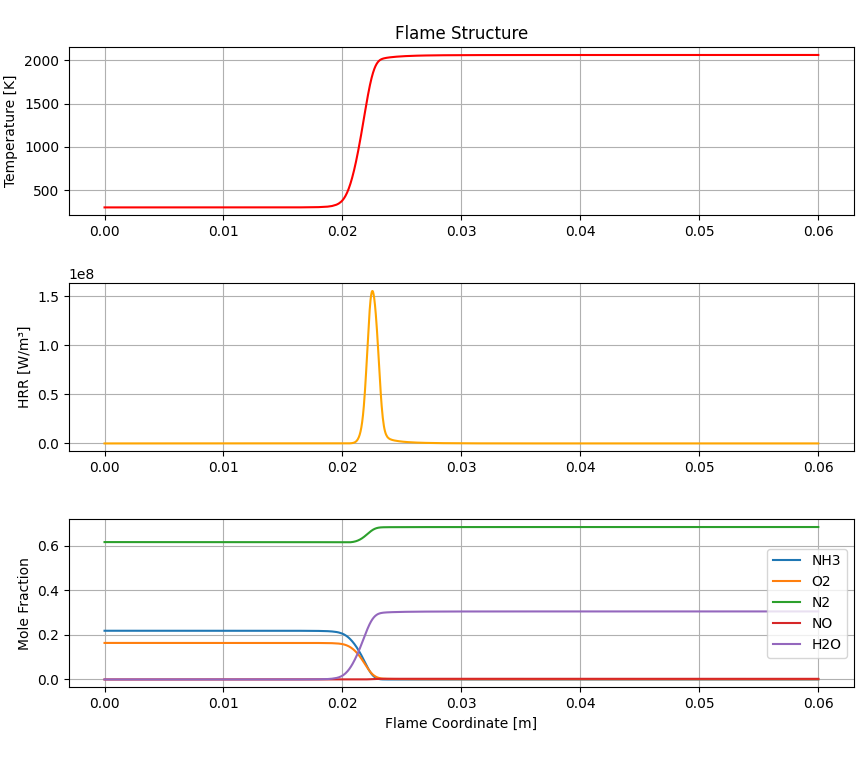 Flame Structure
Temperature [K]
2000
1500
1000
500
0.00 0.01 0.02 0.03 0.04 0.05 0.06
1e8
HRR [W/m³]
1.5
1.0
0.5
0.0
0.00 0.01 0.02 0.03 0.04 0.05 0.06
Mole Fraction
0.6
0.4
0.2
0.0
NH3
O2
N2
NO
H2O
0.00 0.01 0.02 0.03 0.04 0.05 0.06
Flame Coordinate [m]